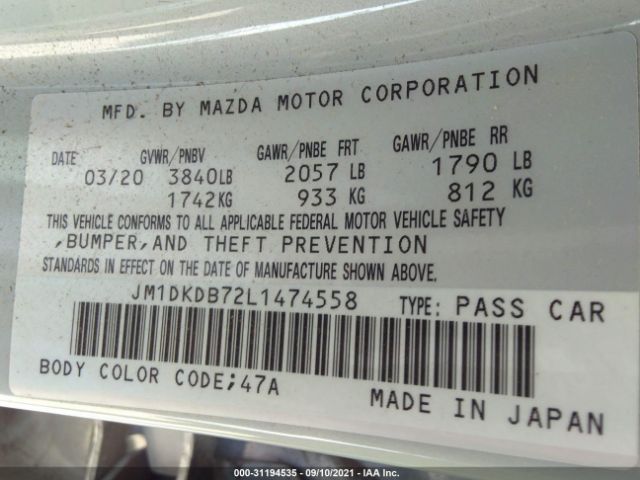 MFD. BY MAZDA MOTOR CORPORATION
DATE GVWR/PNBV GAWR/PNBE FRT GAWR/PNBE RR
03/20 3840LB 2057 LB 1790 LB
1742KG 933 KG 812 KG
THIS VEHICLE CONFORMS TO ALL APPLICABLE FEDERAL MOTOR VEHICLE SAFETY
,BUMPER,AND THEFT PREVENTION
STANDARDS IN EFFECT ON THE DATE OF MANUFACTURE SHOWN ABOVE.
JM1DKDB72L1474558 TYPE: PASS CAR
BODY COLOR CODE;47A
MADE IN JAPAN
000-31194535 - 09/10/2021 - IAA Inc.